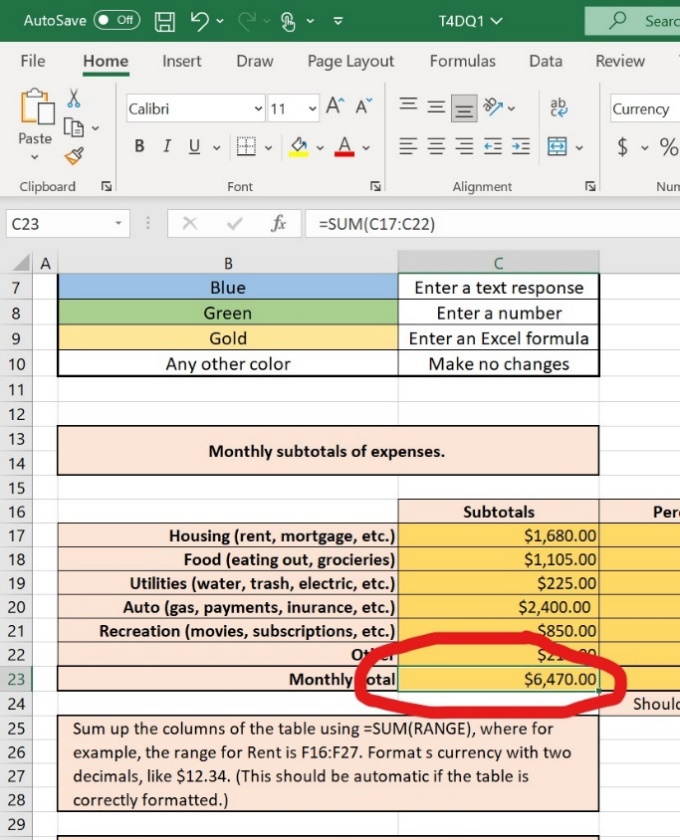 AutoSave Off T4DQ1 Searc
File Home Insert Draw Page Layout Formulas Data Review
Calibri 11 A A ab Currency
Paste B I U A $ %
Clipboard Font Alignment Num
C23 fx =SUM(C17:C22)
A B C
7 Blue Enter a text response
8 Green Enter a number
9 Gold Enter an Excel formula
10 Any other color Make no changes
11
12
13 Monthly subtotals of expenses.
14
15
16 Subtotals Perc
17 Housing (rent, mortgage, etc.) $1,680.00
18 Food (eating out, grocieries) $1,105.00
19 Utilities (water, trash, electric, etc.) $225.00
20 Auto (gas, payments, inurance, etc.) $2,400.00
21 Recreation (movies, subscriptions, etc.) $850.00
22
23 Monthly total $6,470.00
24 Should
25 Sum up the columns of the table using =SUM(RANGE), where for
26 example, the range for Rent is F16:F27. Format s currency with two
27 decimals, like $12.34. (This should be automatic if the table is
28 correctly formatted.)
29